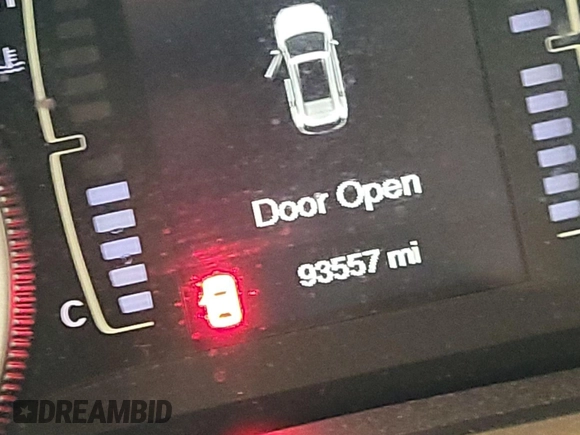 Door Open
93557 mi
C
DREAMBID